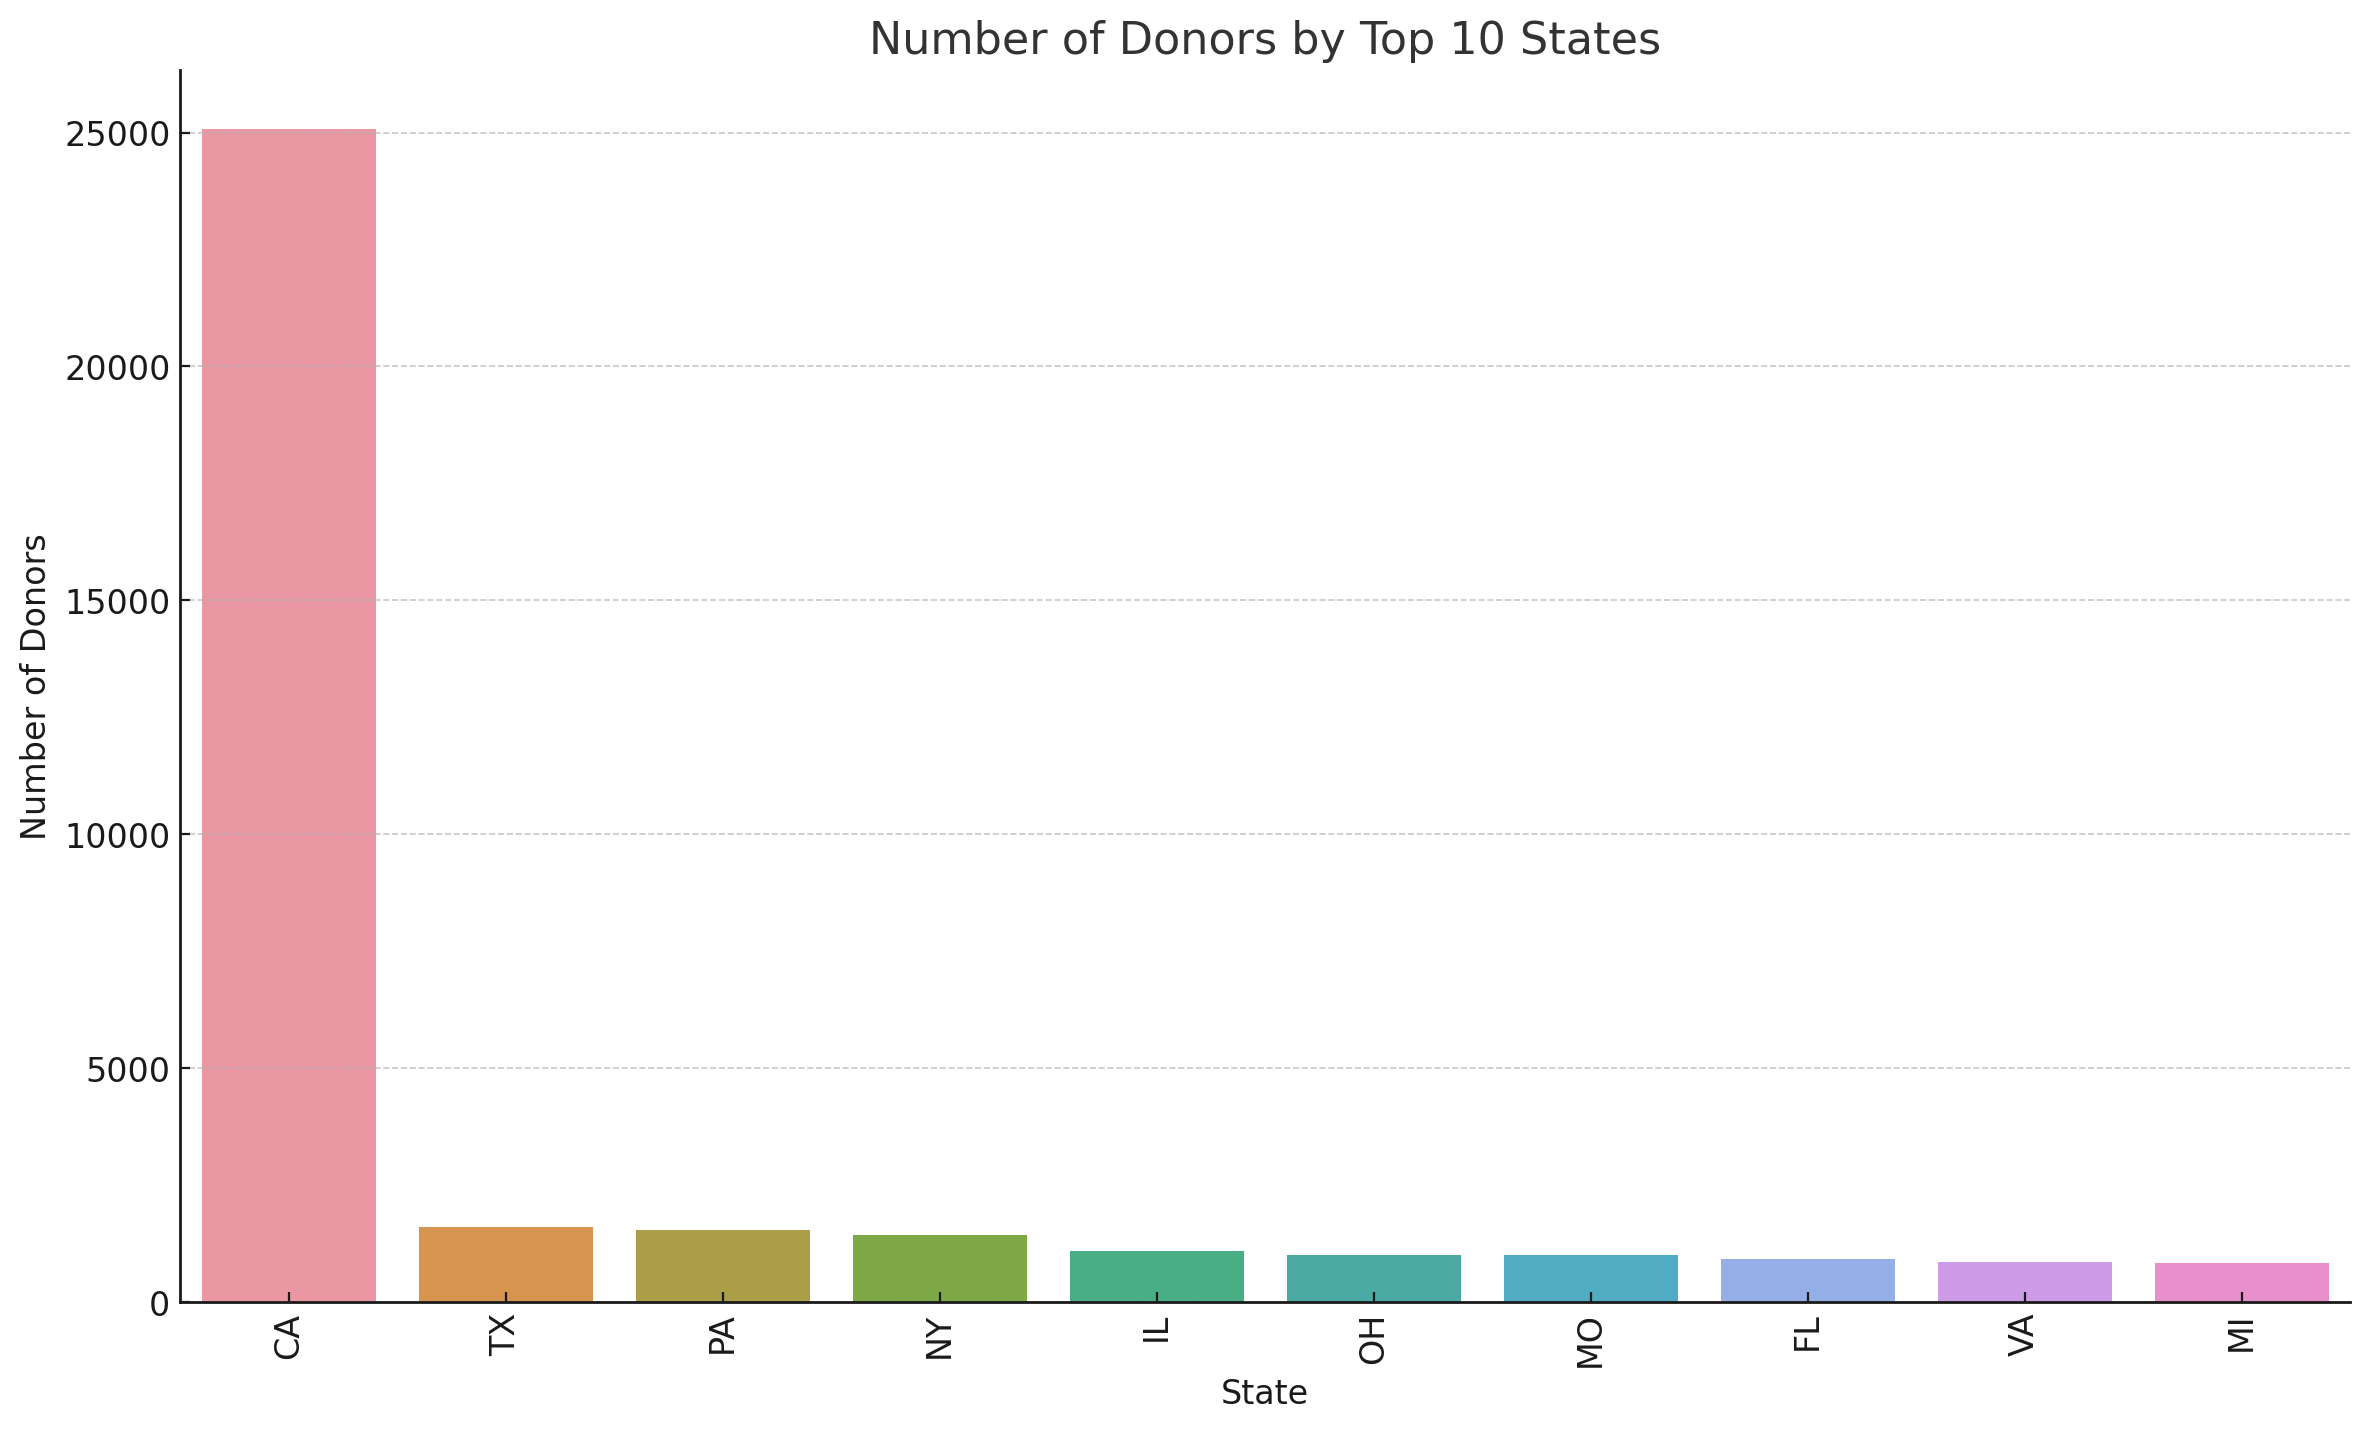 Number of Donors by Top 10 States
Number of Donors
25000
20000
15000
10000
5000
0
CA
TX
PA
NY
IL
OH
MO
FL
VA
MI
State